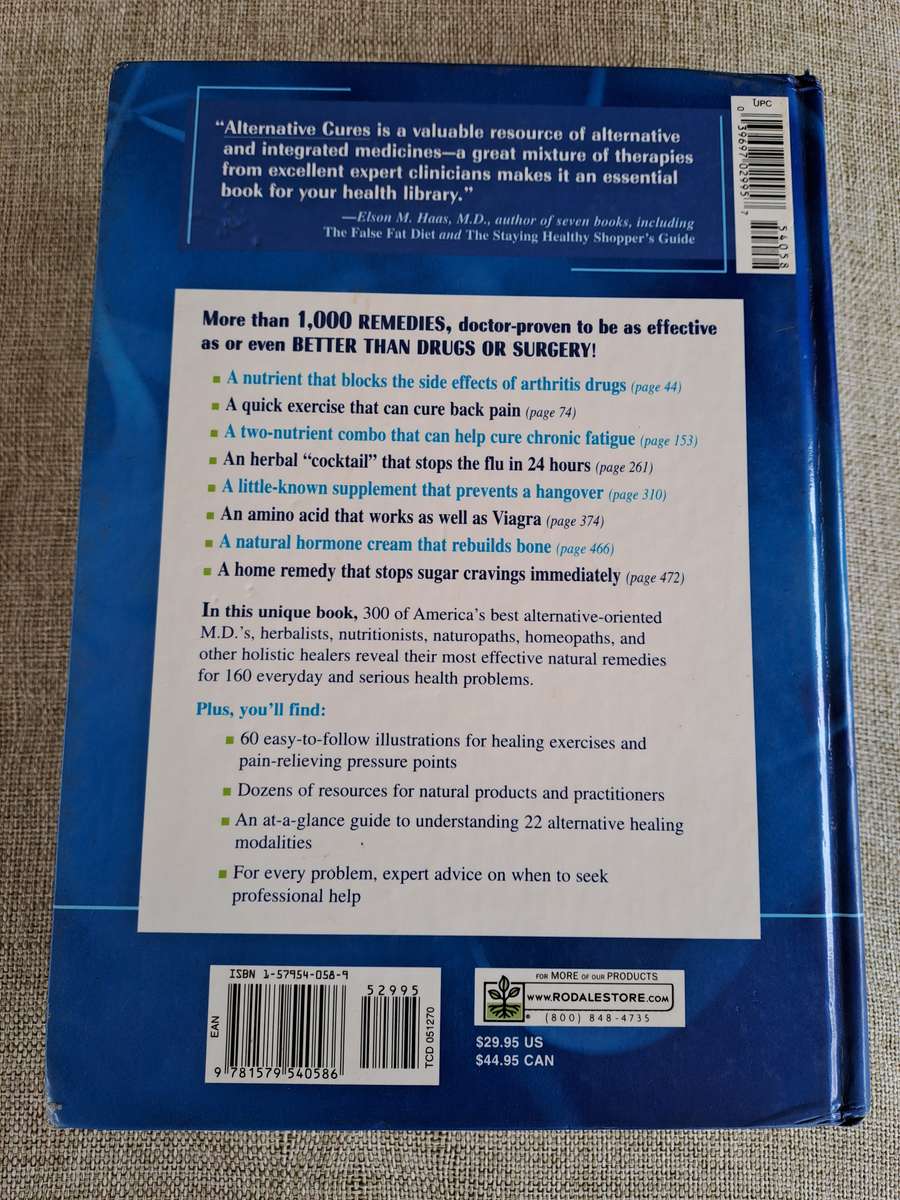 “Alternative Cures is a valuable resource of alternative
and integrated medicines—a great mixture of therapies
from excellent expert clinicians makes it an essential
book for your health library.”
—Elson M. Haas, M.D., author of seven books, including
The False Fat Diet and The Staying Healthy Shopper's Guide
UPC
0 39697 02995 7
54058
More than 1,000 REMEDIES, doctor-proven to be as effective
as or even BETTER THAN DRUGS OR SURGERY!
A nutrient that blocks the side effects of arthritis drugs (page 44)
A quick exercise that can cure back pain (page 74)
A two-nutrient combo that can help cure chronic fatigue (page 153)
An herbal “cocktail” that stops the flu in 24 hours (page 261)
A little-known supplement that prevents a hangover (page 310)
An amino acid that works as well as Viagra (page 374)
A natural hormone cream that rebuilds bone (page 466)
A home remedy that stops sugar cravings immediately (page 472)
In this unique book, 300 of America's best alternative-oriented
M.D.'s, herbalists, nutritionists, naturopaths, homeopaths, and
other holistic healers reveal their most effective natural remedies
for 160 everyday and serious health problems.
Plus, you'll find:
60 easy-to-follow illustrations for healing exercises and
pain-relieving pressure points
Dozens of resources for natural products and practitioners
An at-a-glance guide to understanding 22 alternative healing
modalities
For every problem, expert advice on when to seek
professional help
ISBN 1-57954-058-9
52995
EAN
9 781579 540586
TCD 051270
FOR MORE OF OUR PRODUCTS
WWW.RODALESTORE.COM
(800) 848-4735
$29.95 US
$44.95 CAN